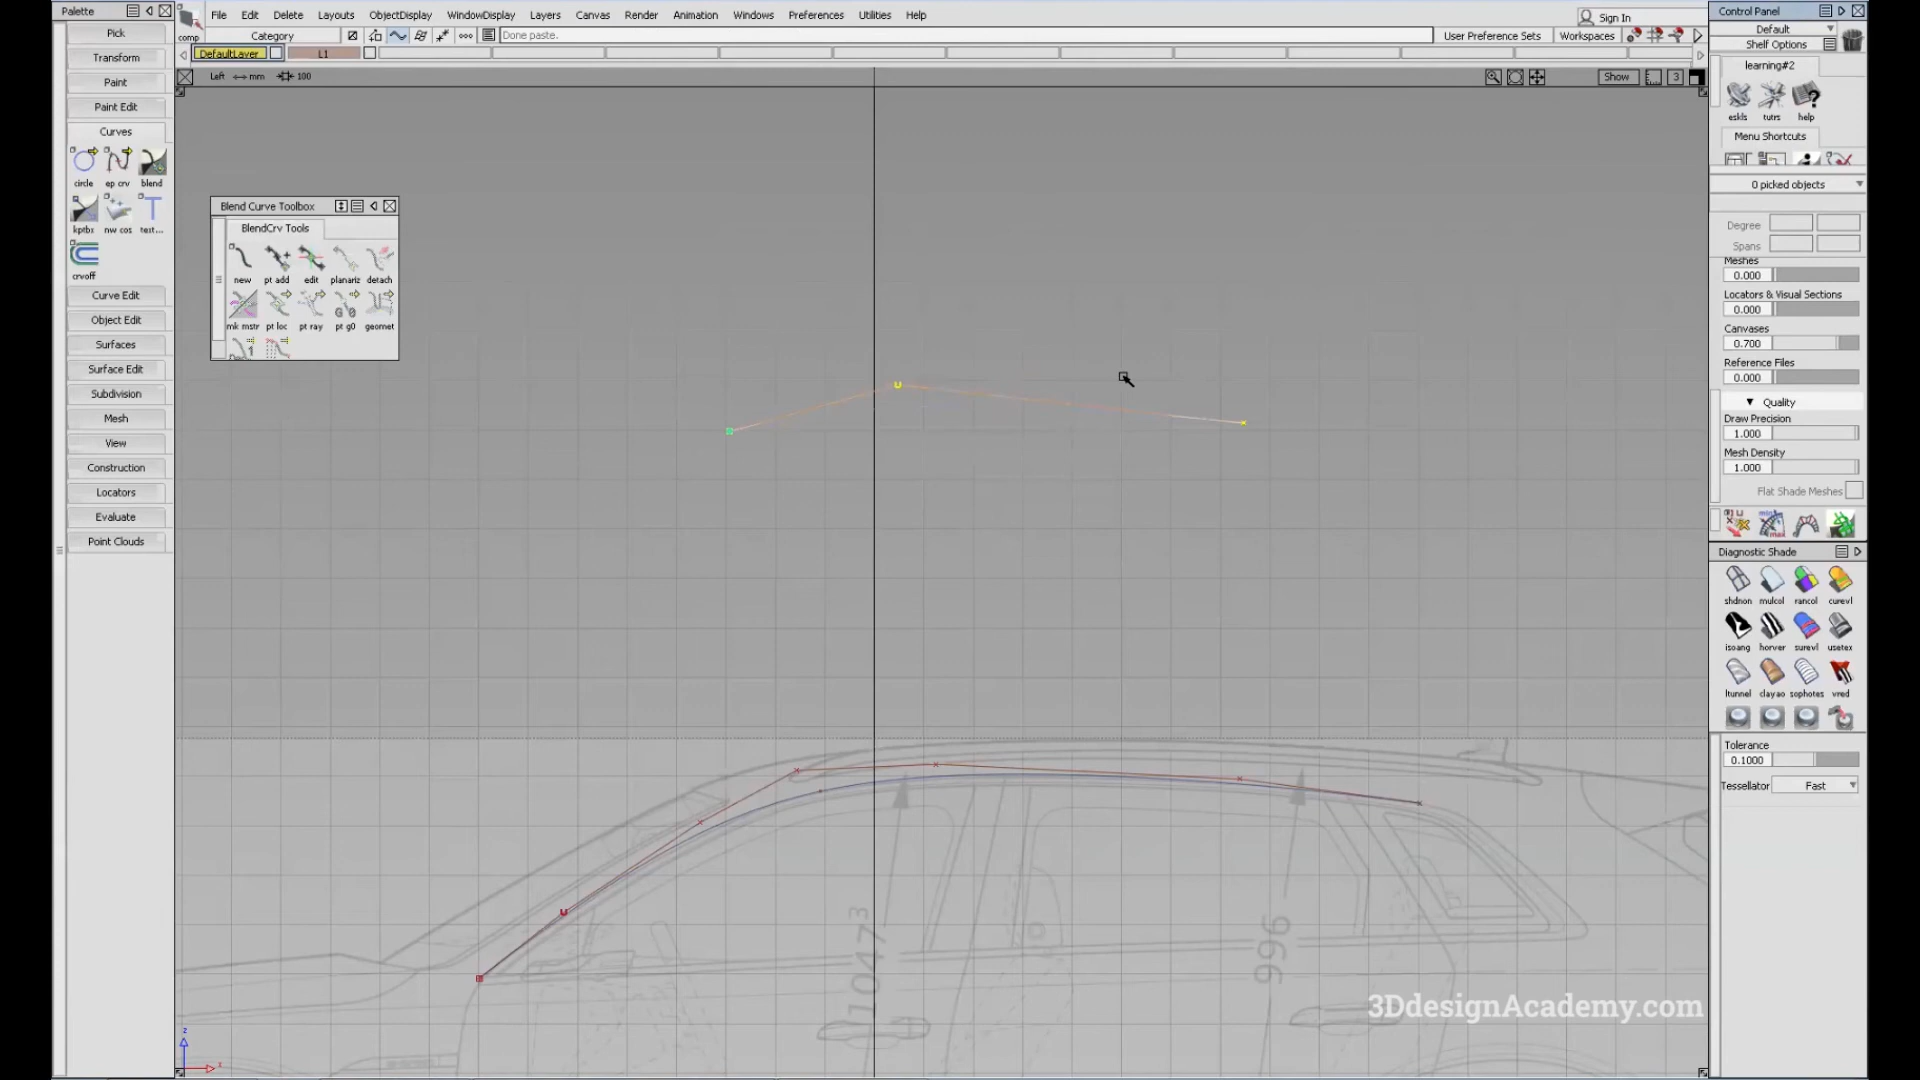 Palette
File Edit Delete Layouts ObjectDisplay WindowDisplay Layers Canvas Render Animation Windows Preferences Utilities Help
Sign In
comp
Category
Done paste.
User Preference Sets
Workspaces
DefaultLayer
L1
Left mm 100
Show
3
Pick
Transform
Paint
Paint Edit
Curves
circle ep crv blend
kptbx nw cos text...
crvoff
Curve Edit
Object Edit
Surfaces
Surface Edit
Subdivision
Mesh
View
Construction
Locators
Evaluate
Point Clouds
Blend Curve Toolbox
BlendCrv Tools
new pt add edit planariz detach
mk mstr pt loc pt ray pt g0 geomet
U
U
1047³
996
z
3DdesignAcademy.com
Control Panel
Default
Shelf Options
learning#2
eskls tutrs help
Menu Shortcuts
0 picked objects
Degree
Spans
Meshes
0.000
Locators & Visual Sections
0.000
Canvases
0.700
Reference Files
0.000
Quality
Draw Precision
1.000
Mesh Density
1.000
Flat Shade Meshes
Diagnostic Shade
shdnon mulcol rancol curevl
isoang horver surevl usetex
ltunnel clayao sophotes vred
Tolerance
0.1000
Tessellator Fast